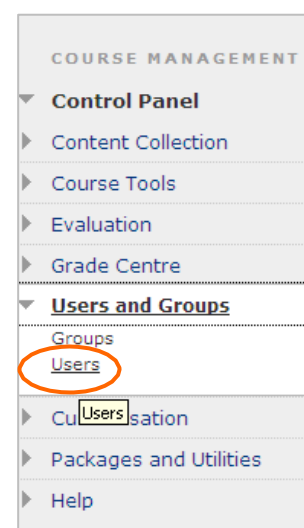 COURSE MANAGEMENT
Control Panel
Content Collection
Course Tools
Evaluation
Grade Centre
Users and Groups
Groups
Users
Cu Users sation
Packages and Utilities
Help